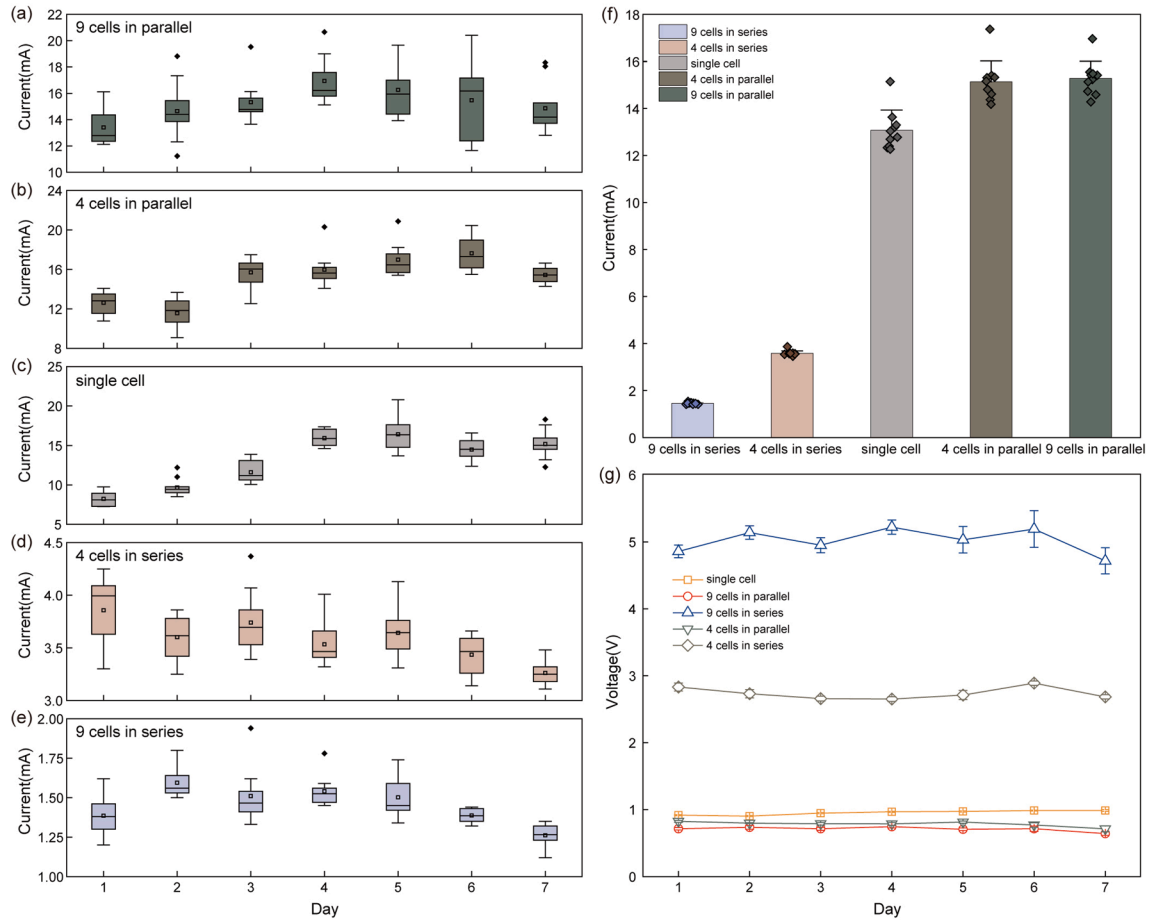 (a)
9 cells in parallel
Current(mA)
22
20
18
16
14
12
10
(b)
4 cells in parallel
Current(mA)
24
20
16
12
8
(c)
single cell
Current(mA)
25
20
15
10
5
(d)
4 cells in series
Current(mA)
4.5
4.0
3.5
3.0
(e)
9 cells in series
Current(mA)
2.00
1.75
1.50
1.25
1.00
1 2 3 4 5 6 7
Day
(f)
Current(mA)
18
16
14
12
10
8
6
4
2
0
9 cells in series
4 cells in series
single cell
4 cells in parallel
9 cells in parallel
9 cells in series 4 cells in series single cell 4 cells in parallel 9 cells in parallel
(g)
Voltage(V)
6
5
4
3
2
1
0
single cell
9 cells in parallel
9 cells in series
4 cells in parallel
4 cells in series
1 2 3 4 5 6 7
Day